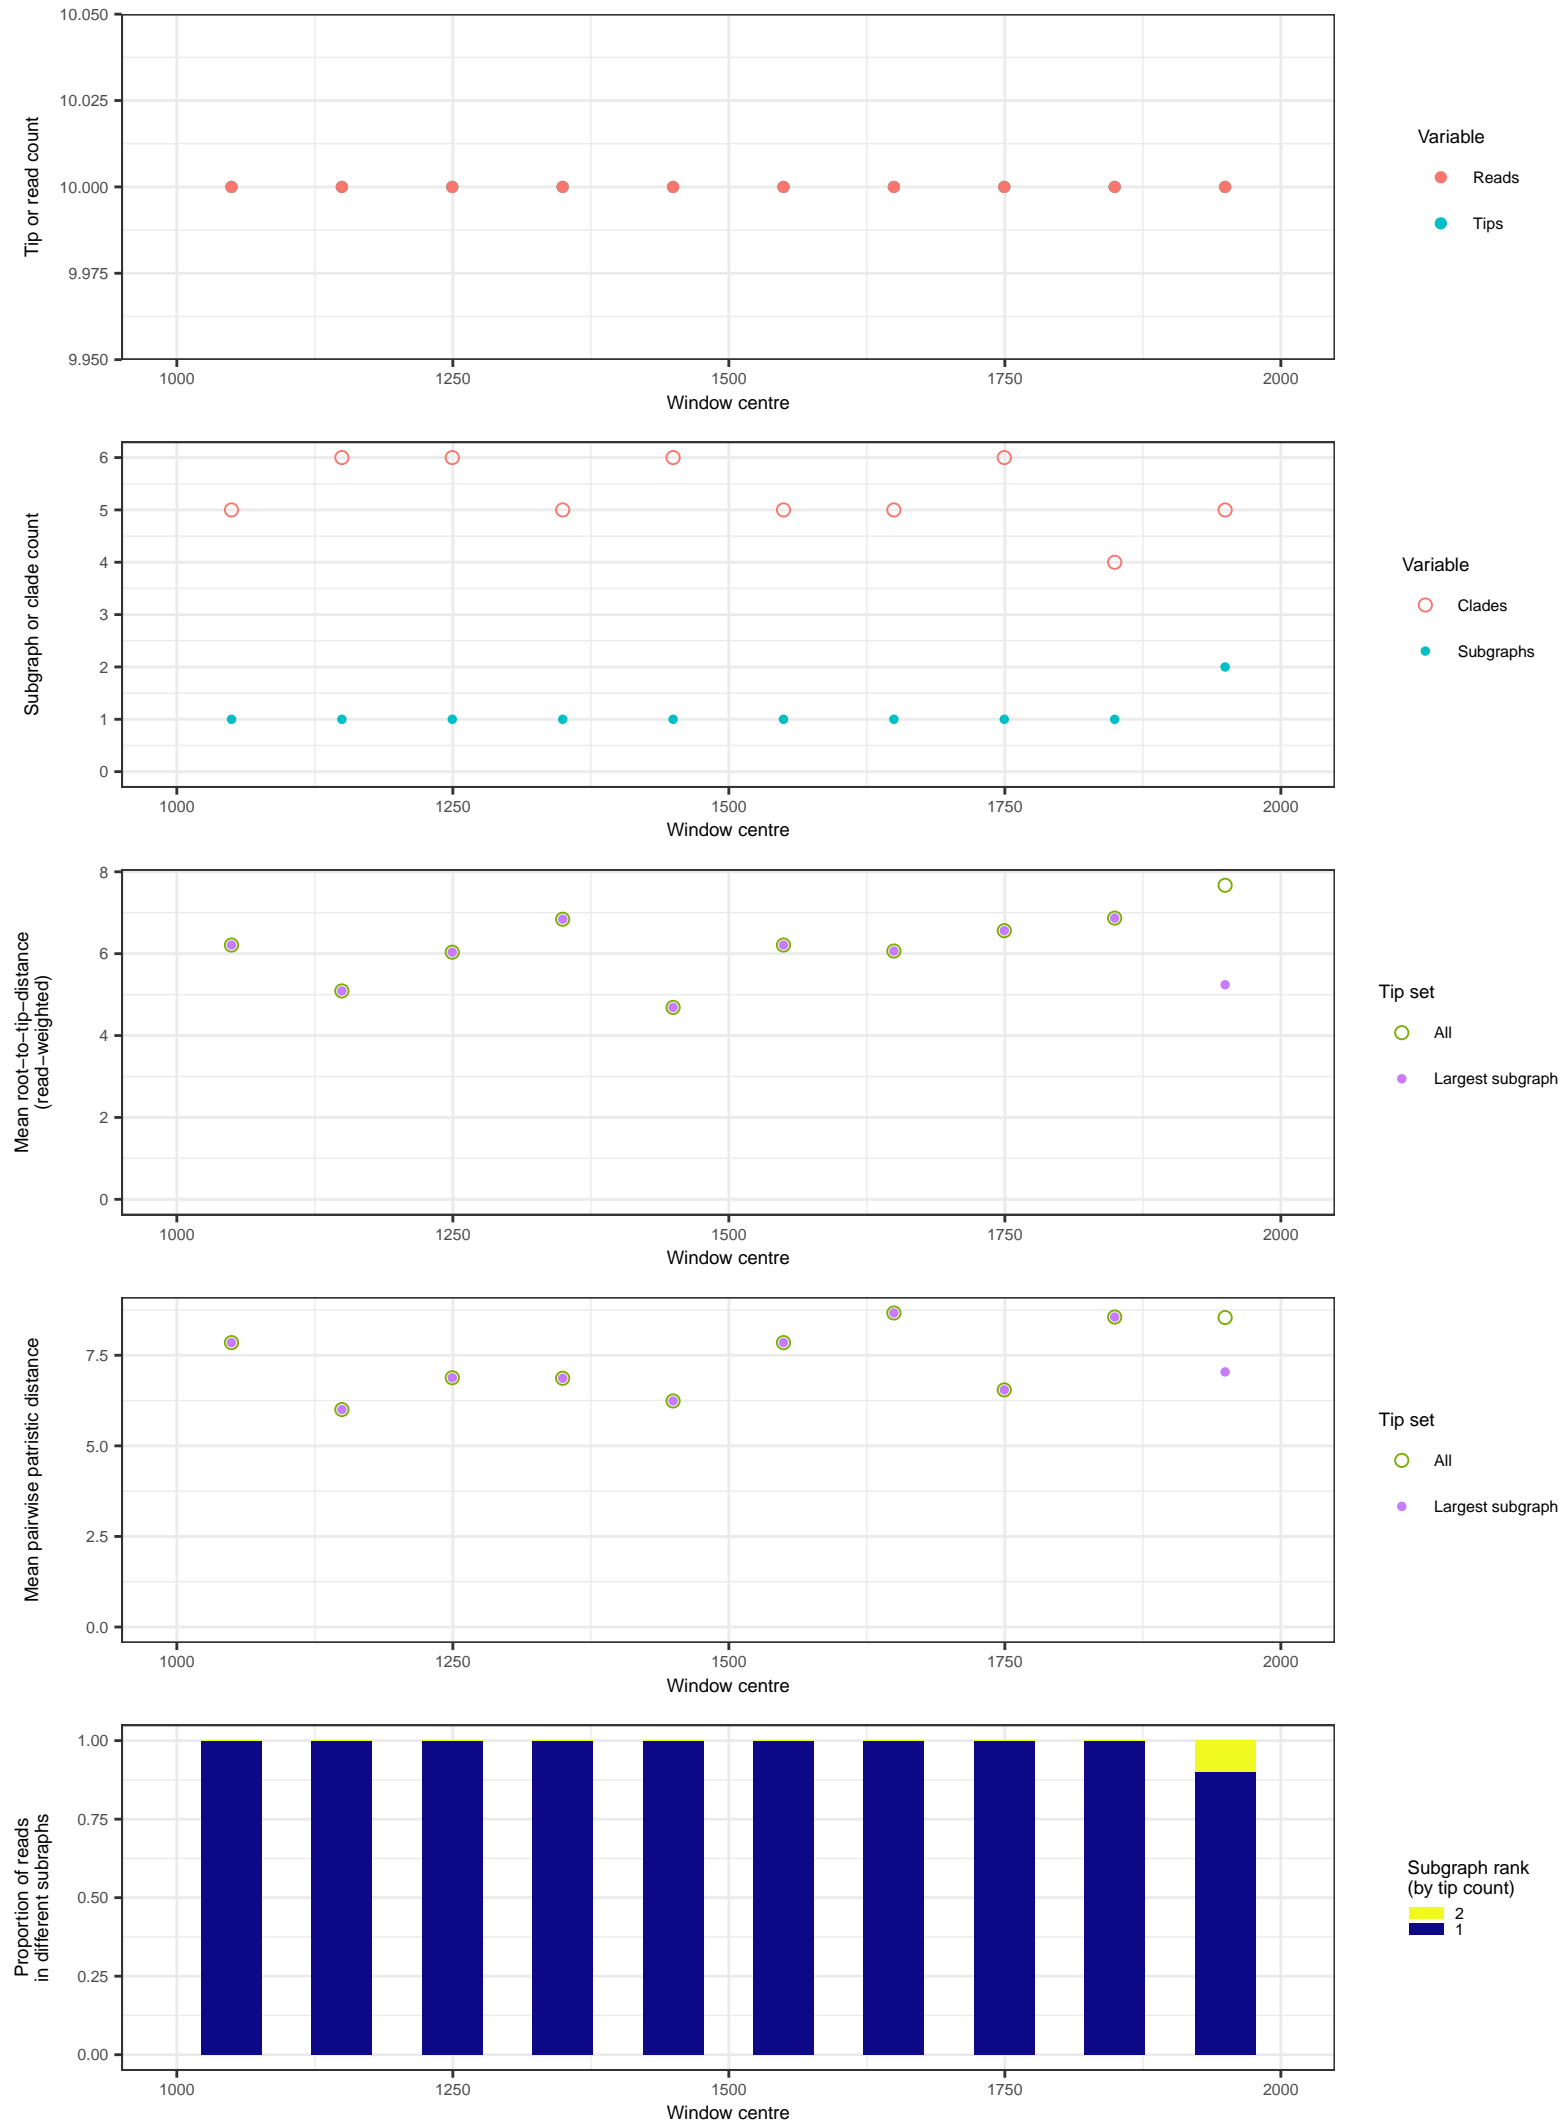 10.050
10.025
10.000
9.975
9.950
Tip or read count
1000 1250 1500 1750 2000
Window centre
Variable
Reads
Tips
6
5
4
3
2
1
0
Subgraph or clade count
1000 1250 1500 1750 2000
Window centre
Variable
Clades
Subgraphs
8
6
4
2
0
Mean root−to−tip−distance
(read−weighted)
1000 1250 1500 1750 2000
Window centre
Tip set
All
Largest subgraph
7.5
5.0
2.5
0.0
Mean pairwise patristic distance
1000 1250 1500 1750 2000
Window centre
Tip set
All
Largest subgraph
1.00
0.75
0.50
0.25
0.00
Proportion of reads
in different subraphs
1000 1250 1500 1750 2000
Window centre
Subgraph rank
(by tip count)
2
1